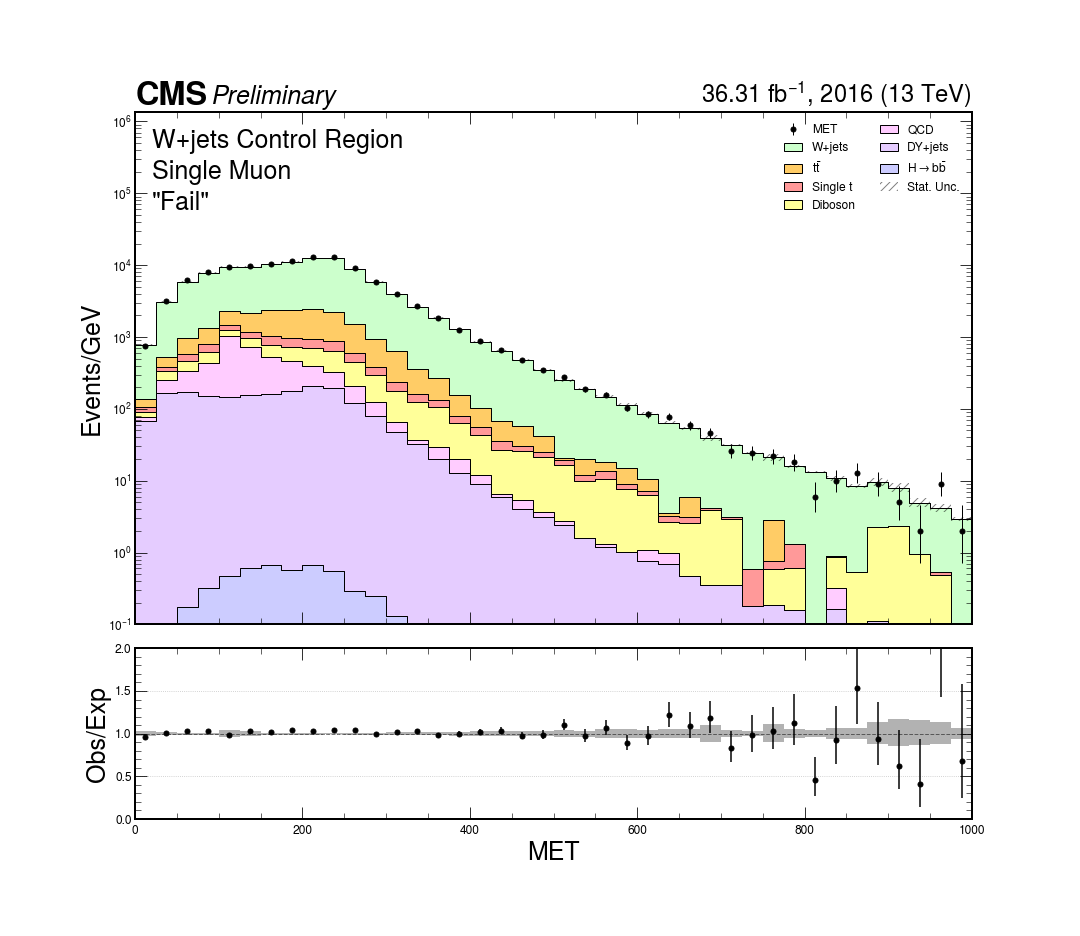 CMS Preliminary
36.31 fb⁻¹, 2016 (13 TeV)
W+jets Control Region
Single Muon
"Fail"
MET
W+jets
tt̄
Single t
Diboson
QCD
DY+jets
H→bb̄
Stat. Unc.
Events/GeV
10⁶
10⁵
10⁴
10³
10²
10¹
10⁰
10⁻¹
Obs/Exp
2.0
1.5
1.0
0.5
0.0
0 200 400 600 800 1000
MET